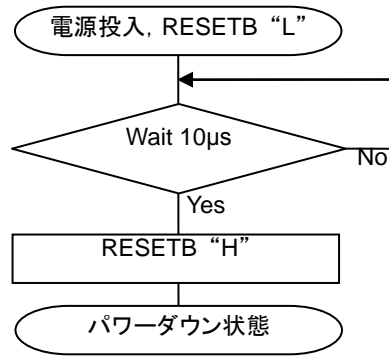 電源投入, RESETB “L”
Wait 10μs
No
Yes
RESETB “H”
パワーダウン状態